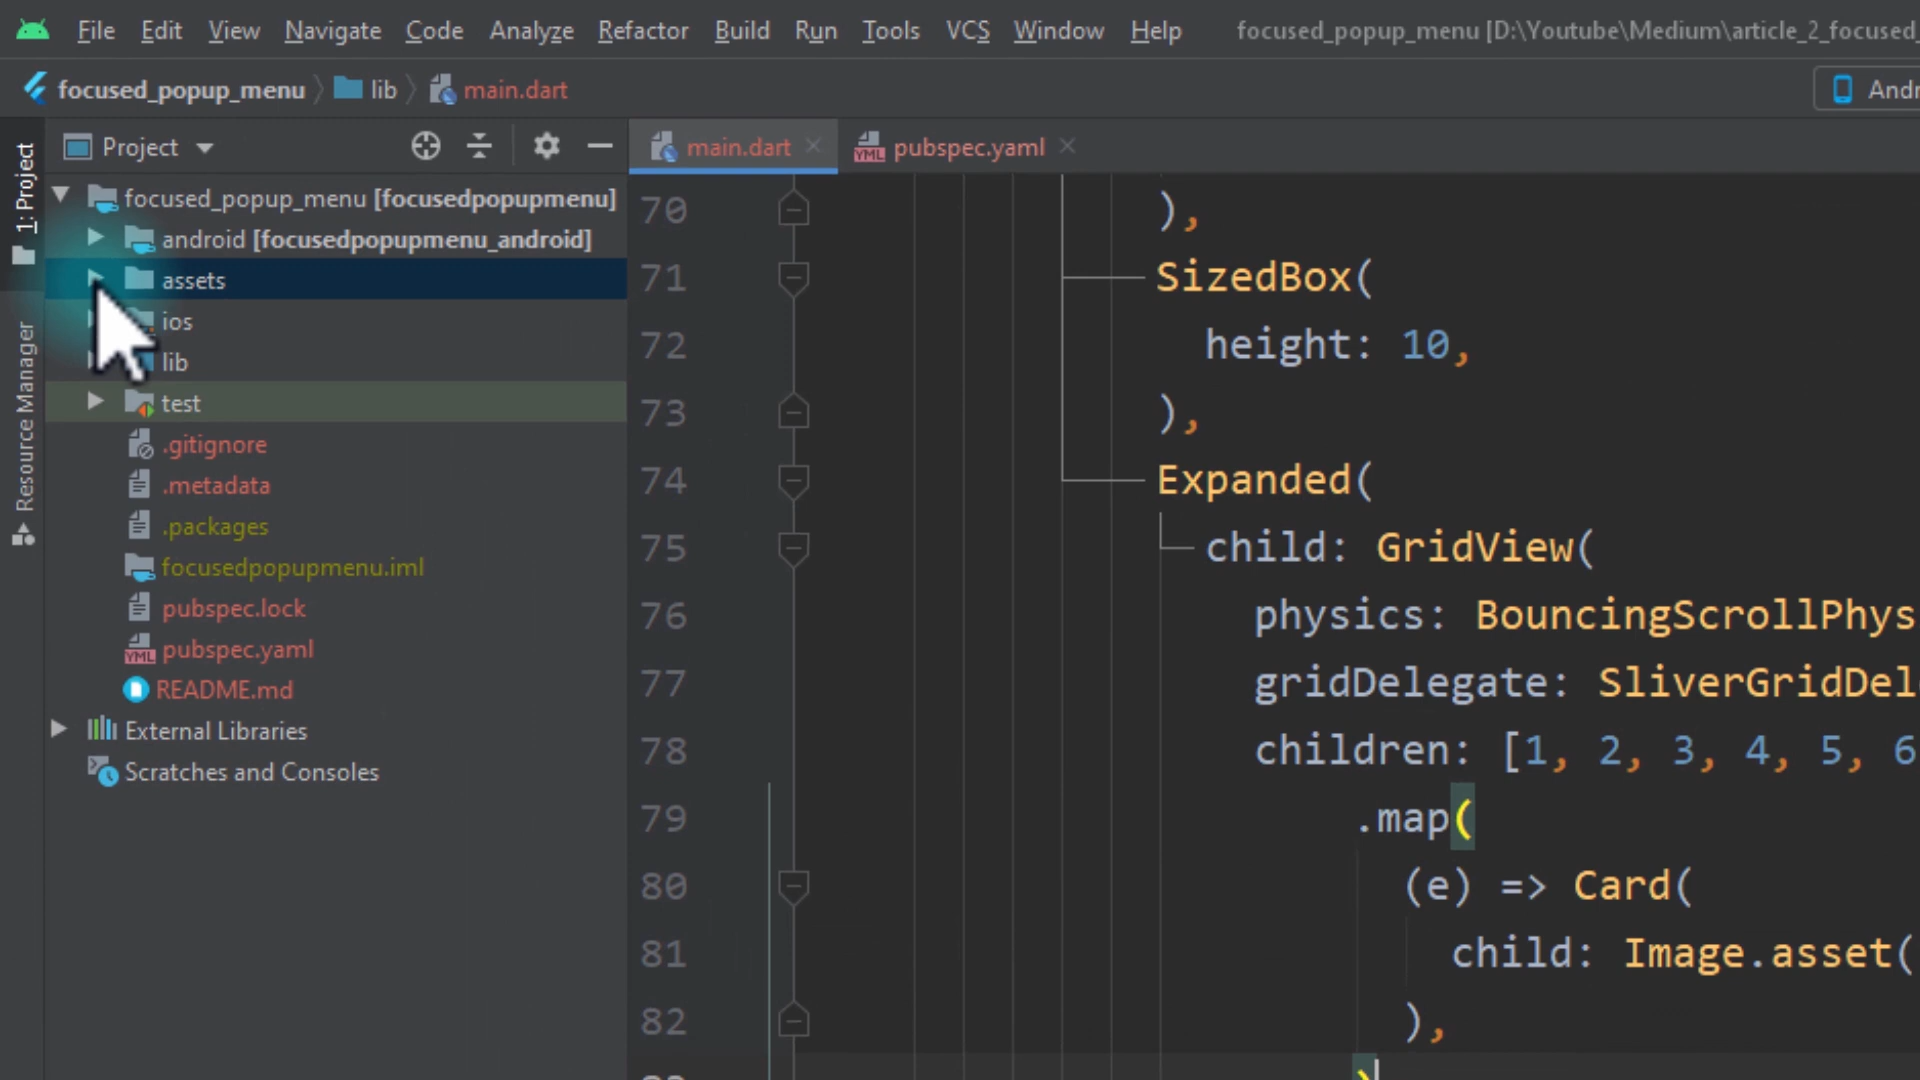 File Edit View Navigate Code Analyze Refactor Build Run Tools VCS Window Help focused_popup_menu [D:\Youtube\Medium\article_2_focused_
focused_popup_menu lib main.dart
Project
main.dart
pubspec.yaml
1: Project
Resource Manager
focused_popup_menu [focusedpopupmenu]
android [focusedpopupmenu_android]
assets
ios
lib
test
.gitignore
.metadata
.packages
focusedpopupmenu.iml
pubspec.lock
YML pubspec.yaml
README.md
External Libraries
Scratches and Consoles
70 ),
71 SizedBox(
72 height: 10,
73 ),
74 Expanded(
75 child: GridView(
76 physics: BouncingScrollPhys
77 gridDelegate: SliverGridDel
78 children: [1, 2, 3, 4, 5, 6
79 .map(
80 (e) => Card(
81 child: Image.asset(
82 ),